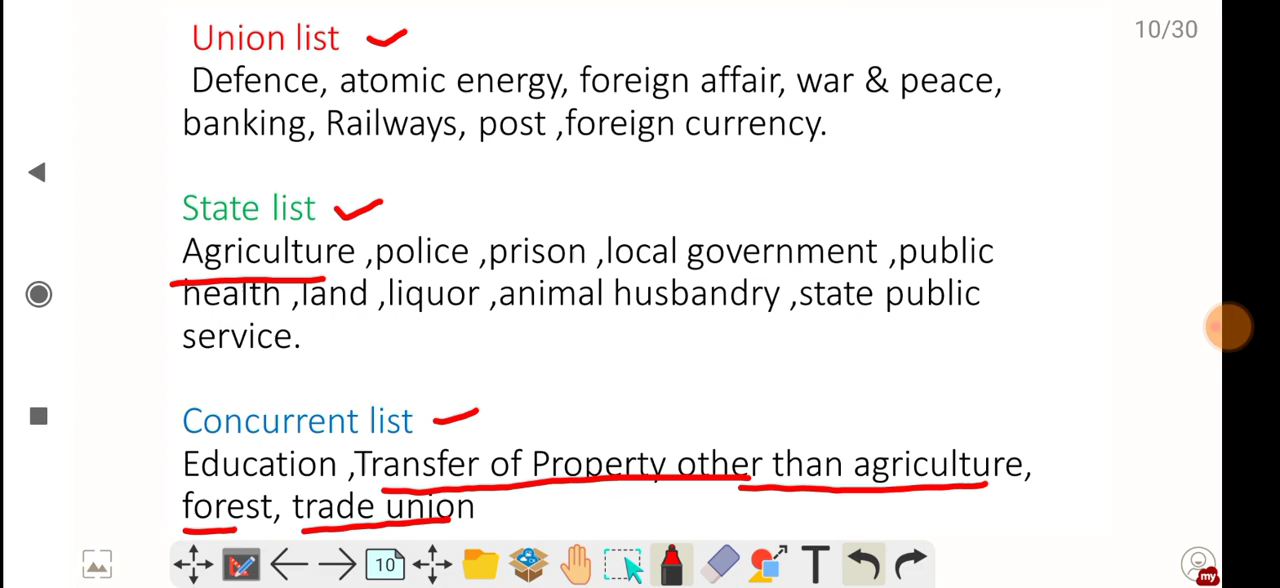 Union list
10/30
Defence, atomic energy, foreign affair, war & peace,
banking, Railways, post ,foreign currency.
State list
Agriculture ,police ,prison ,local government ,public
health ,land ,liquor ,animal husbandry ,state public
service.
Concurrent list
Education ,Transfer of Property other than agriculture,
forest, trade union
10
T
my